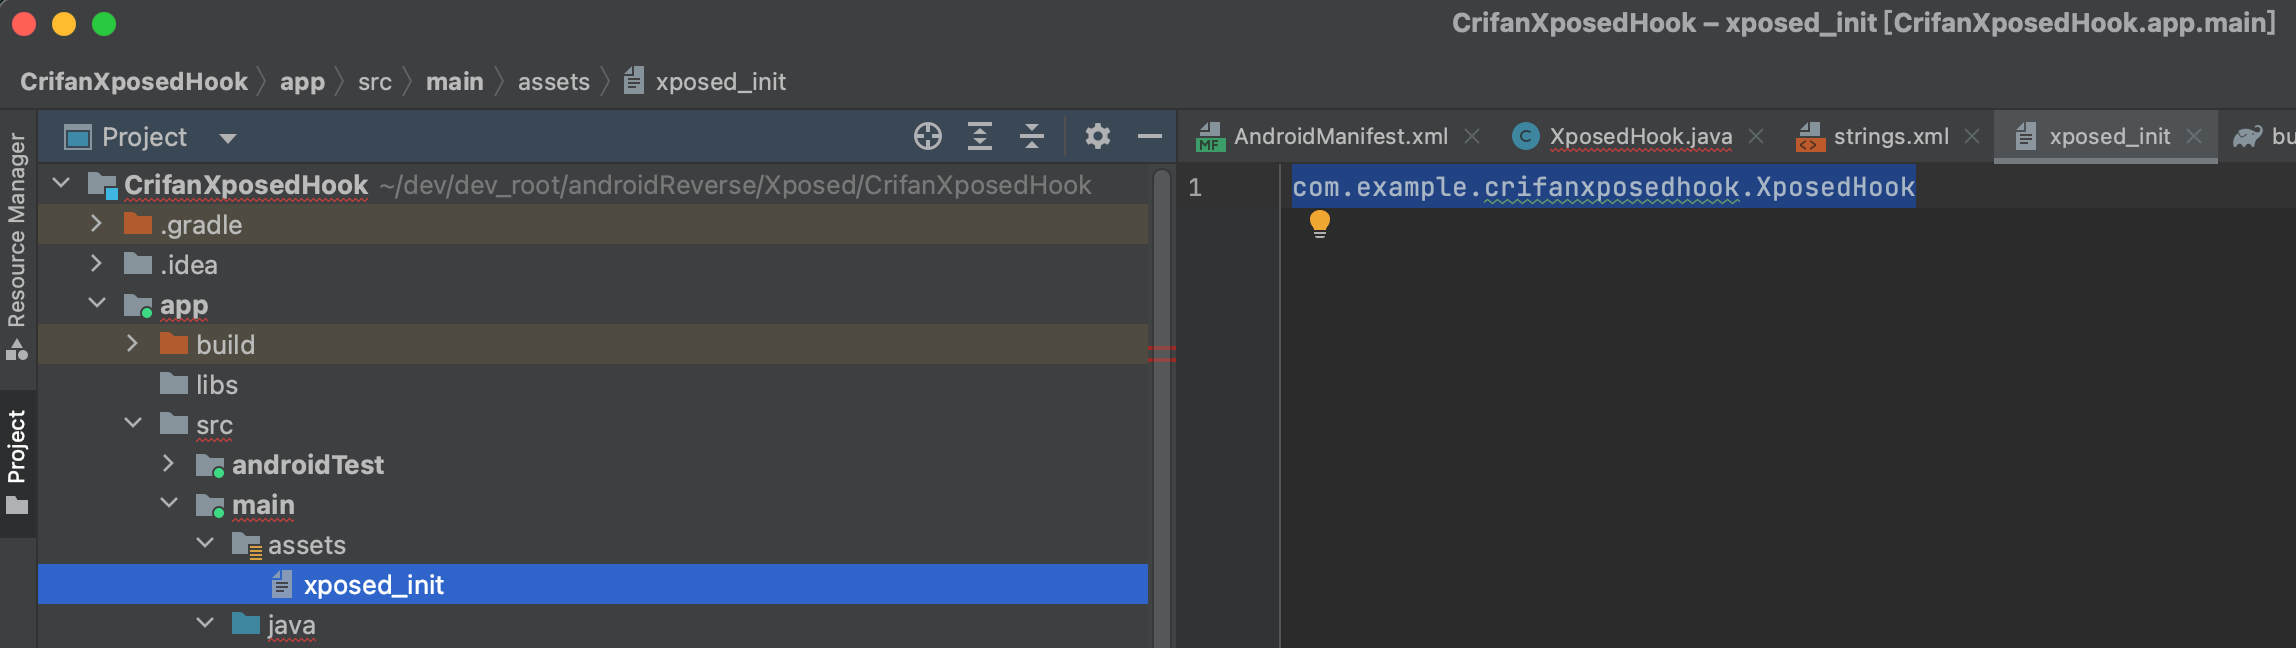 CrifanXposedHook – xposed_init [CrifanXposedHook.app.main]
CrifanXposedHook app src main assets xposed_init
Project
AndroidManifest.xml XposedHook.java strings.xml xposed_init bu
MF C <>
Resource Manager
Project
CrifanXposedHook ~/dev/dev_root/androidReverse/Xposed/CrifanXposedHook
.gradle
.idea
app
build
libs
src
androidTest
main
assets
xposed_init
java
1 com.example.crifanxposedhook.XposedHook